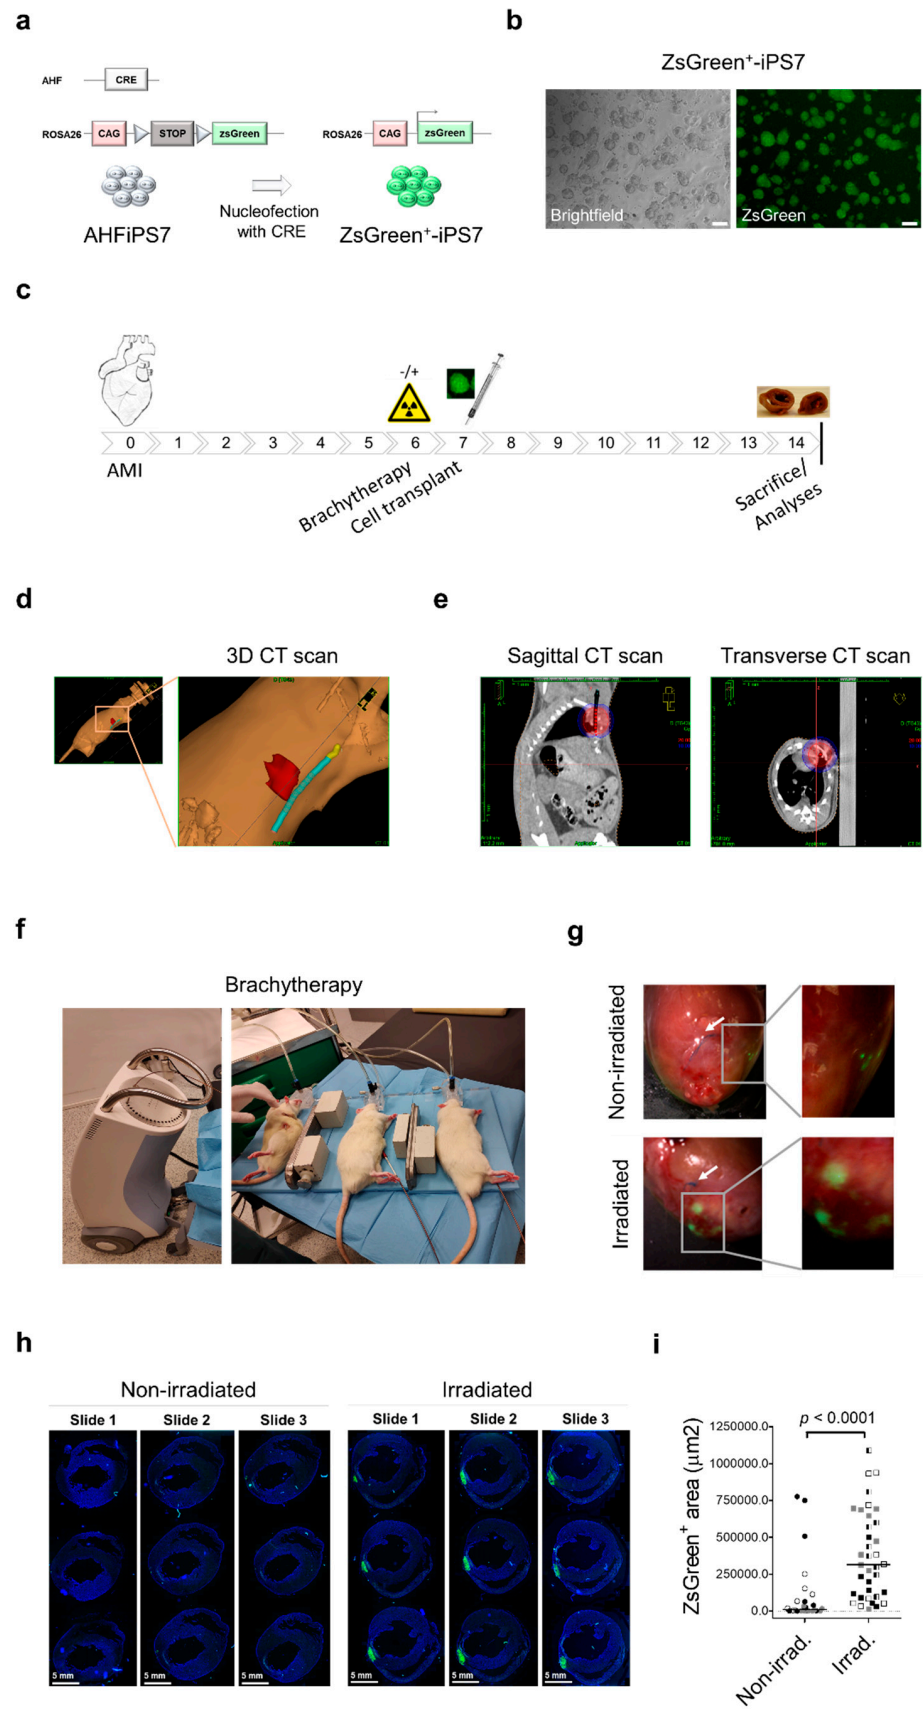 a
AHF
CRE
ROSA26
CAG
STOP
zsGreen
ROSA26
CAG
zsGreen
AHFiPS7
Nucleofection
with CRE
ZsGreen⁺-iPS7
b
ZsGreen⁺-iPS7
Brightfield
ZsGreen
c
-/+
0 1 2 3 4 5 6 7 8 9 10 11 12 13 14
AMI
Brachytherapy
Cell transplant
Sacrifice/
Analyses
d
3D CT scan
e
Sagittal CT scan
Transverse CT scan
f
Brachytherapy
g
Non-irradiated
Irradiated
h
Non-irradiated
Irradiated
Slide 1 Slide 2 Slide 3
Slide 1 Slide 2 Slide 3
5 mm 5 mm 5 mm 5 mm 5 mm 5 mm
i
p < 0.0001
ZsGreen⁺ area (µm2)
1250000.0
1000000.0
750000.0
500000.0
250000.0
0.0
Non-irrad.
Irrad.